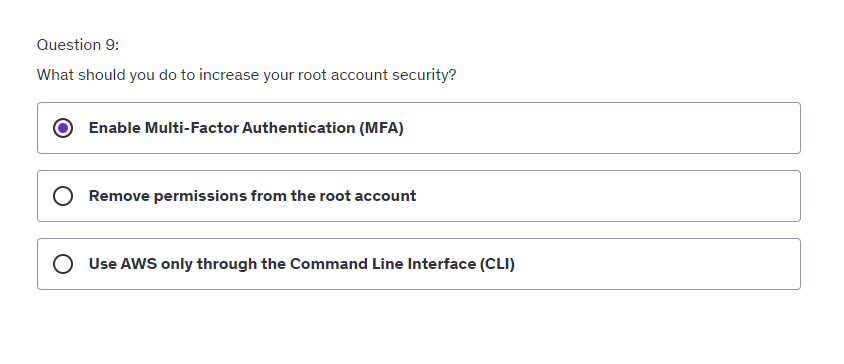 Question 9:
What should you do to increase your root account security?
Enable Multi-Factor Authentication (MFA)
Remove permissions from the root account
Use AWS only through the Command Line Interface (CLI)